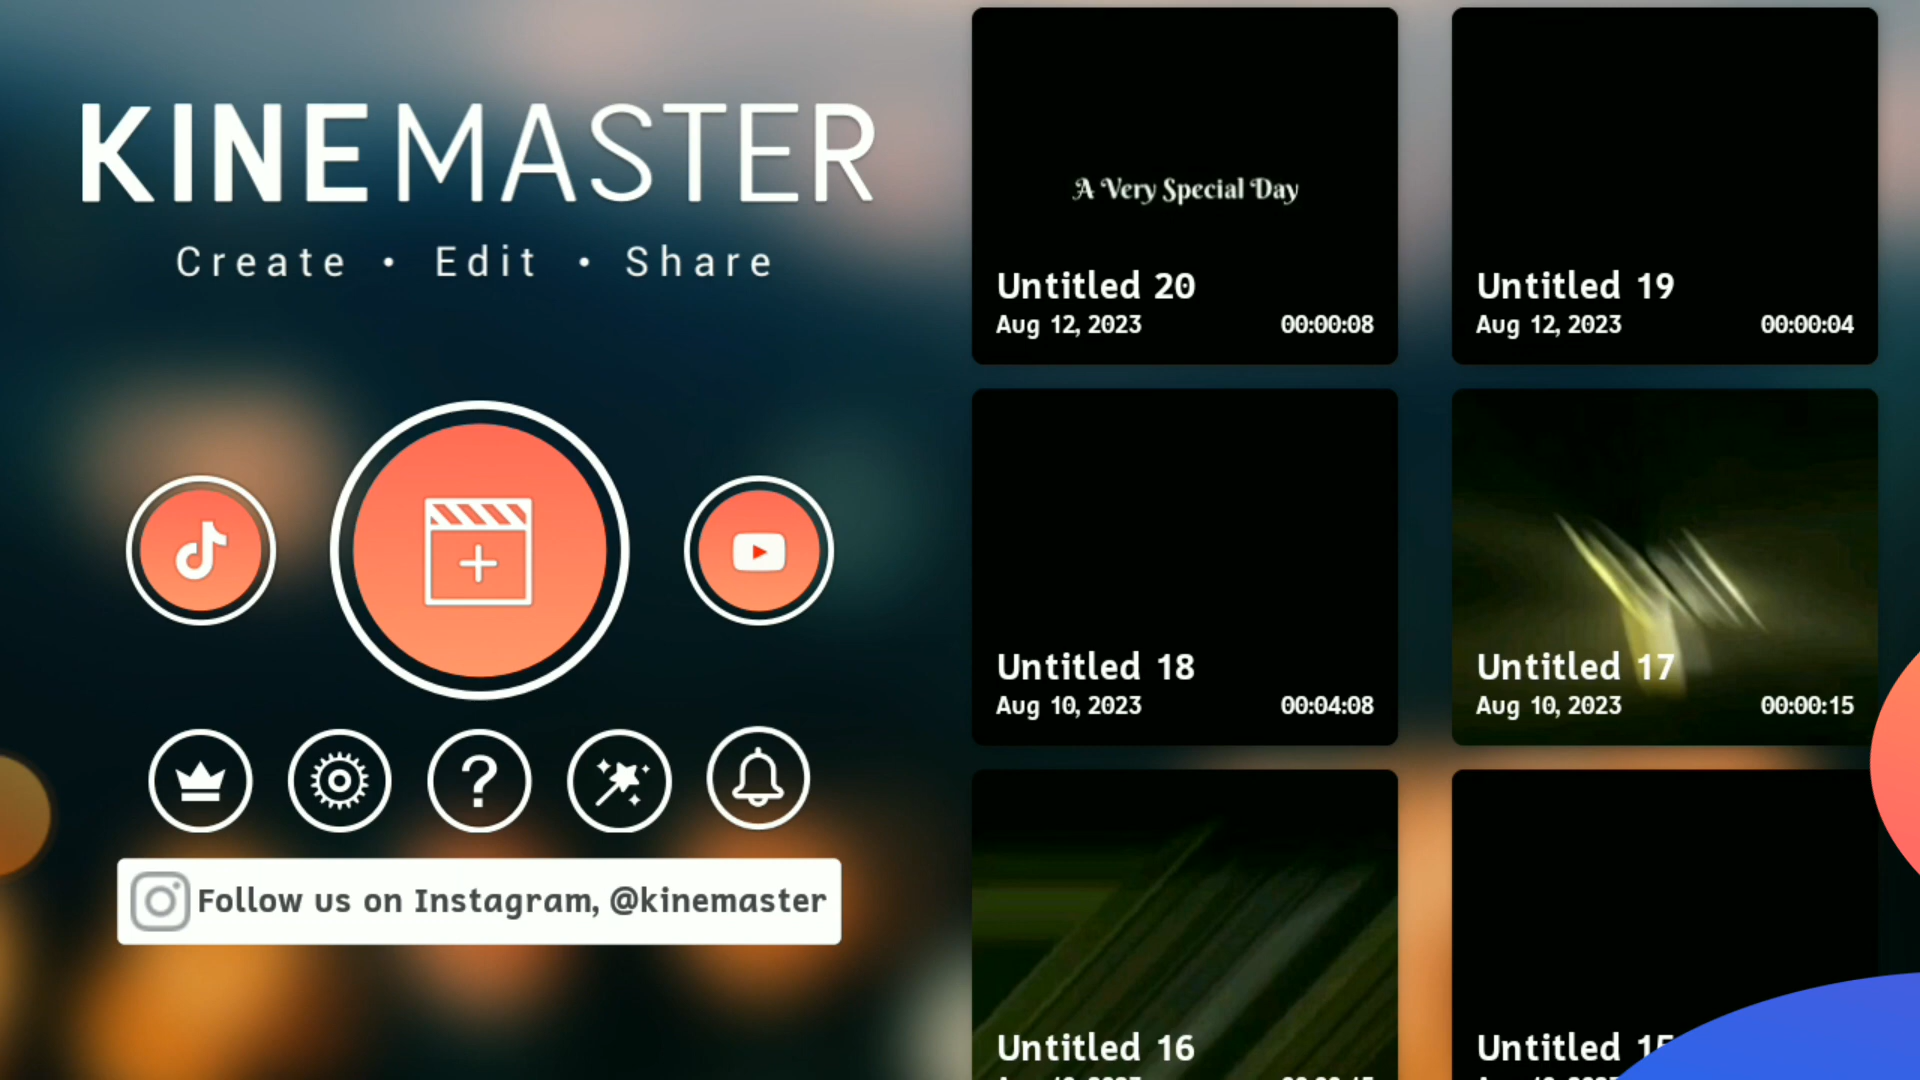 KINEMASTER
Create • Edit • Share
Follow us on Instagram, @kinemaster
A Very Special Day
Untitled 20
Aug 12, 2023 00:00:08
Untitled 19
Aug 12, 2023 00:00:04
Untitled 18
Aug 10, 2023 00:04:08
Untitled 17
Aug 10, 2023 00:00:15
Untitled 16
Untitled 15